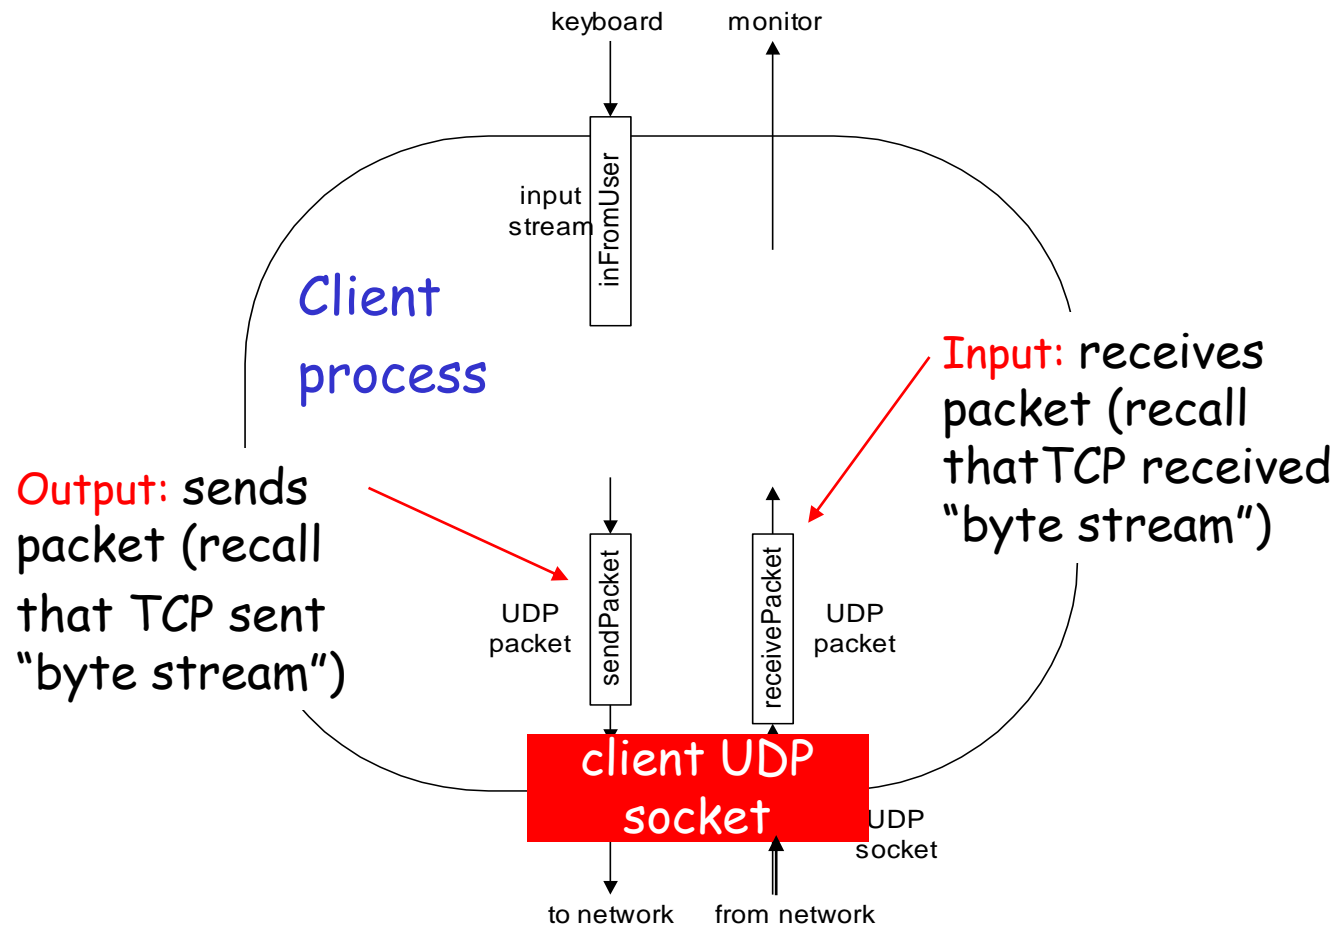 keyboard
monitor
input
stream
inFromUser
Client
process
Input: receives
packet (recall
thatTCP received
“byte stream”)
Output: sends
packet (recall
that TCP sent
“byte stream”)
UDP
packet
sendPacket
receivePacket
UDP
packet
client UDP
socket
UDP
socket
to network
from network